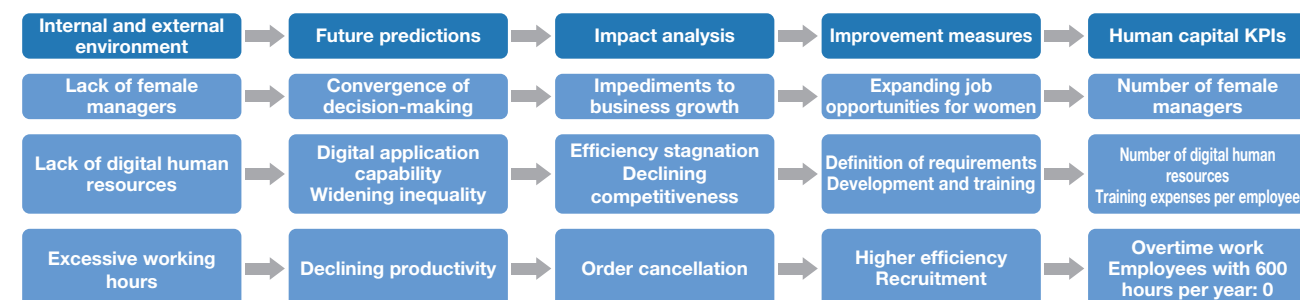 Internal and external
environment
Future predictions
Impact analysis
Improvement measures
Human capital KPIs
Lack of female
managers
Convergence of
decision-making
Impediments to
business growth
Expanding job
opportunities for women
Number of female
managers
Lack of digital human
resources
Digital application
capability
Widening inequality
Efficiency stagnation
Declining
competitiveness
Definition of requirements
Development and training
Number of digital human
resources
Training expenses per employee
Excessive working
hours
Declining productivity
Order cancellation
Higher efficiency
Recruitment
Overtime work
Employees with 600
hours per year: 0